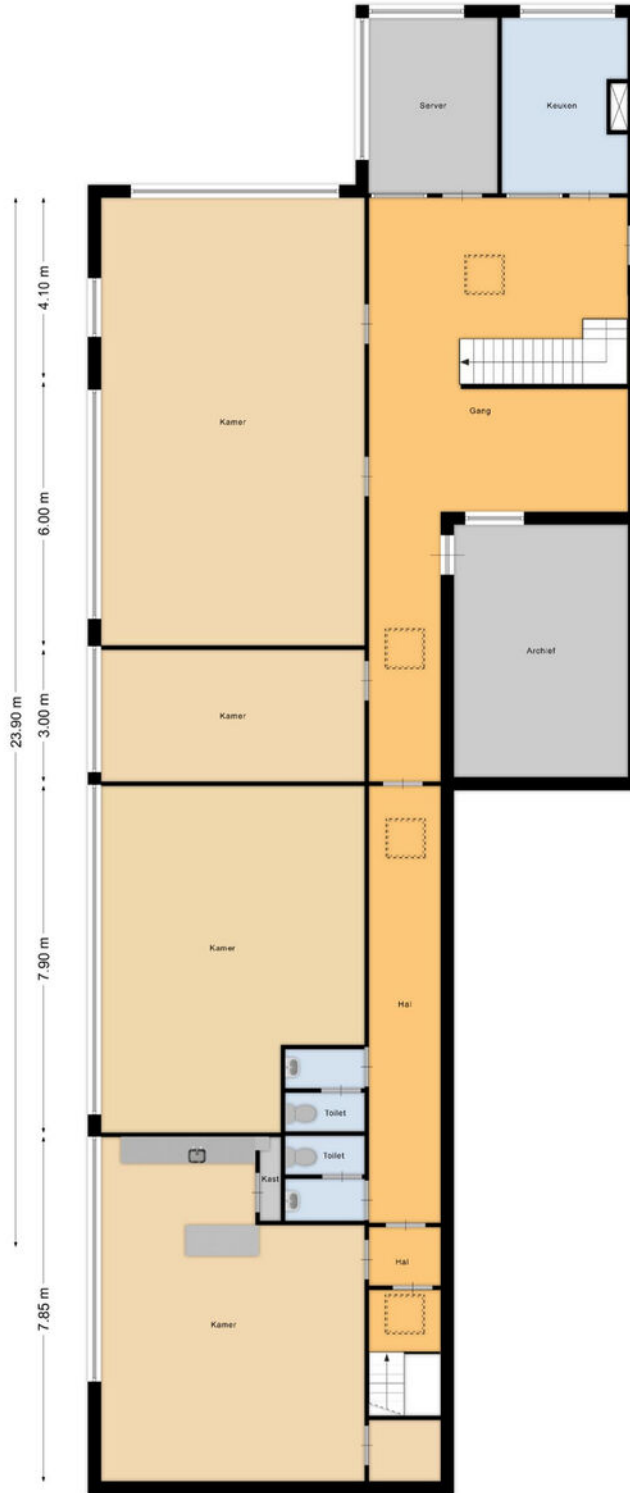 Server
Keuken
4.10 m
Gang
Kamer
6.00 m
Archief
23.90 m
3.00 m
Kamer
7.90 m
Kamer
Hal
Toilet
Toilet
Kast
Hal
7.85 m
Kamer